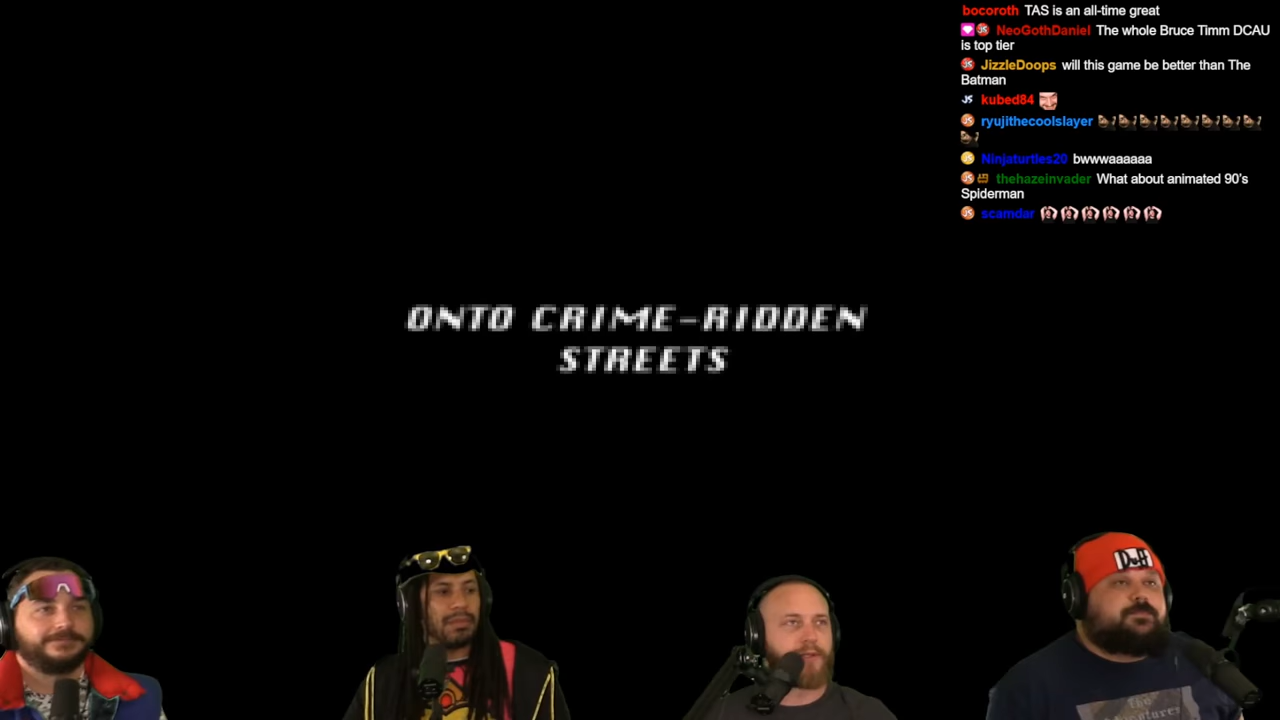 bocoroth TAS is an all-time great
NeoGothDaniel The whole Bruce Timm DCAU
is top tier
JizzleDoops will this game be better than The
Batman
kubed84
ryujithecoolslayer
Ninjaturtles20 bwwwaaaaaa
thehazeinvader What about animated 90's
Spiderman
scamdar
ONTO CRIME-RIDDEN
STREETS
Duff